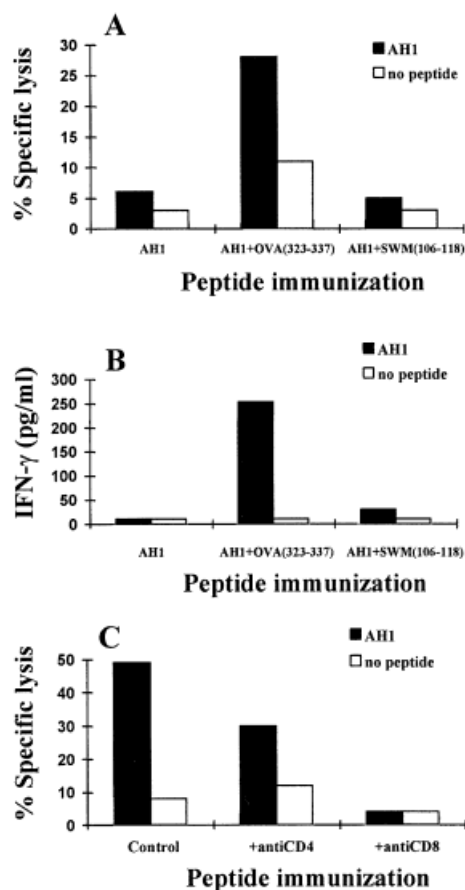 A
AH1
no peptide
% Specific lysis
30
25
20
15
10
5
0
AH1 AH1+OVA(323-337) AH1+SWM(106-118)
Peptide immunization
B
AH1
no peptide
IFN-γ (pg/ml)
300
250
200
150
100
50
0
AH1 AH1+OVA(323-337) AH1+SWM(106-118)
Peptide immunization
C
AH1
no peptide
% Specific lysis
50
40
30
20
10
0
Control +antiCD4 +antiCD8
Peptide immunization